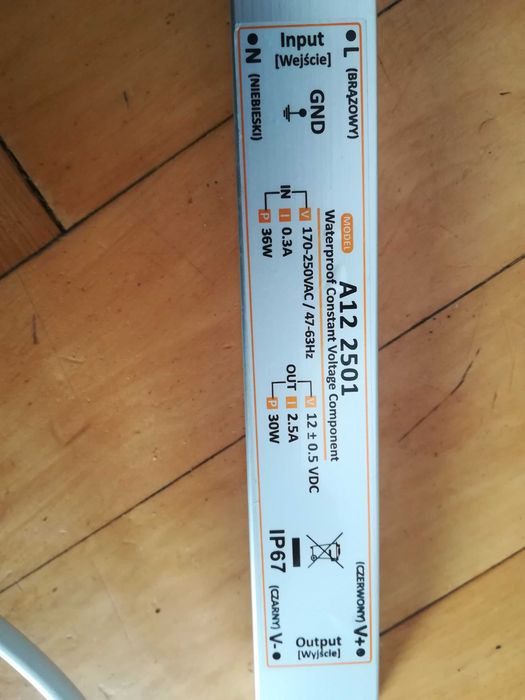 Input
[Wejście]
L
(BRĄZOWY)
N
(NIEBIESKI)
GND
MODEL
A12 2501
Waterproof Constant Voltage Component
IN
V 170-250VAC / 47-63Hz
I 0.3A
P 36W
OUT
V 12 ± 0.5 VDC
I 2.5A
P 30W
IP67
(CZERWONY) V+
(CZARNY) V-
Output
[Wyjście]